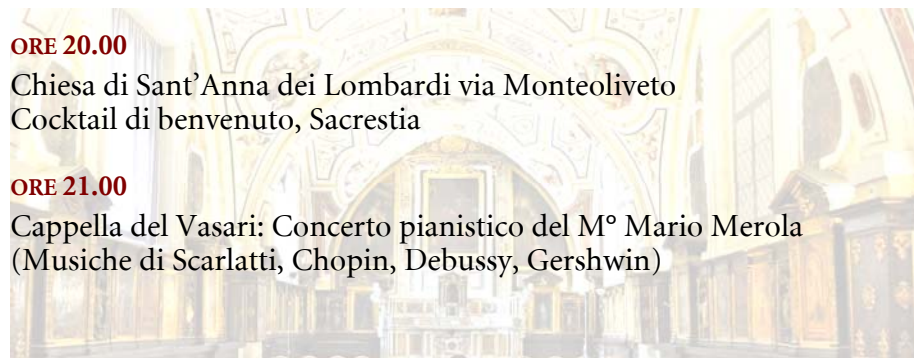 ORE 20.00
Chiesa di Sant’Anna dei Lombardi via Monteoliveto
Cocktail di benvenuto, Sacrestia
ORE 21.00
Cappella del Vasari: Concerto pianistico del M° Mario Merola
(Musiche di Scarlatti, Chopin, Debussy, Gershwin)